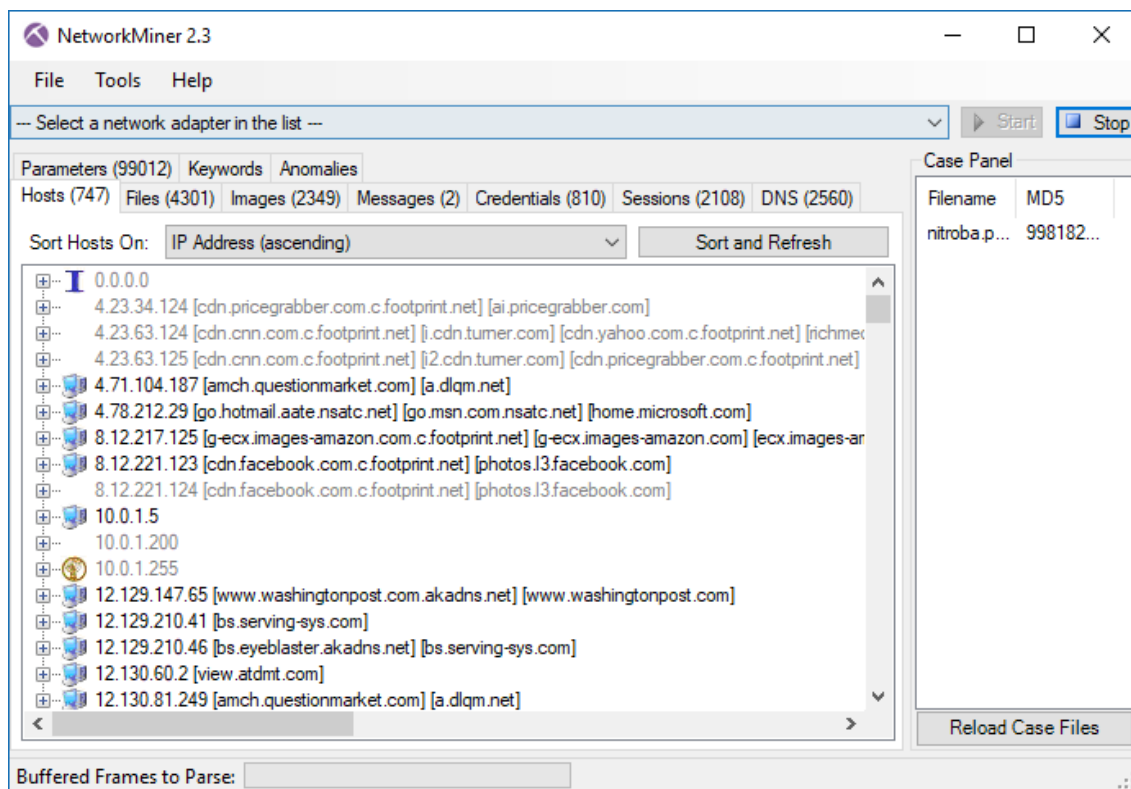 NetworkMiner 2.3
File Tools Help
--- Select a network adapter in the list ---
Start
Stop
Parameters (99012) Keywords Anomalies
Hosts (747) Files (4301) Images (2349) Messages (2) Credentials (810) Sessions (2108) DNS (2560)
Sort Hosts On: IP Address (ascending) Sort and Refresh
0.0.0.0
4.23.34.124 [cdn.pricegrabber.com.c.footprint.net] [ai.pricegrabber.com]
4.23.63.124 [cdn.cnn.com.c.footprint.net] [i.cdn.turner.com] [cdn.yahoo.com.c.footprint.net] [richmed
4.23.63.125 [cdn.cnn.com.c.footprint.net] [i2.cdn.turner.com] [cdn.pricegrabber.com.c.footprint.net]
4.71.104.187 [amch.questionmarket.com] [a.dlqm.net]
4.78.212.29 [go.hotmail.aate.nsatc.net] [go.msn.com.nsatc.net] [home.microsoft.com]
8.12.217.125 [g-ecx.images-amazon.com.c.footprint.net] [g-ecx.images-amazon.com] [ecx.images-ar
8.12.221.123 [cdn.facebook.com.c.footprint.net] [photos.l3.facebook.com]
8.12.221.124 [cdn.facebook.com.c.footprint.net] [photos.l3.facebook.com]
10.0.1.5
10.0.1.200
10.0.1.255
12.129.147.65 [www.washingtonpost.com.akadns.net] [www.washingtonpost.com]
12.129.210.41 [bs.serving-sys.com]
12.129.210.46 [bs.eyeblaster.akadns.net] [bs.serving-sys.com]
12.130.60.2 [view.atdmt.com]
12.130.81.249 [amch.questionmarket.com] [a.dlqm.net]
Case Panel
Filename MD5
nitroba.p... 998182...
Reload Case Files
Buffered Frames to Parse: